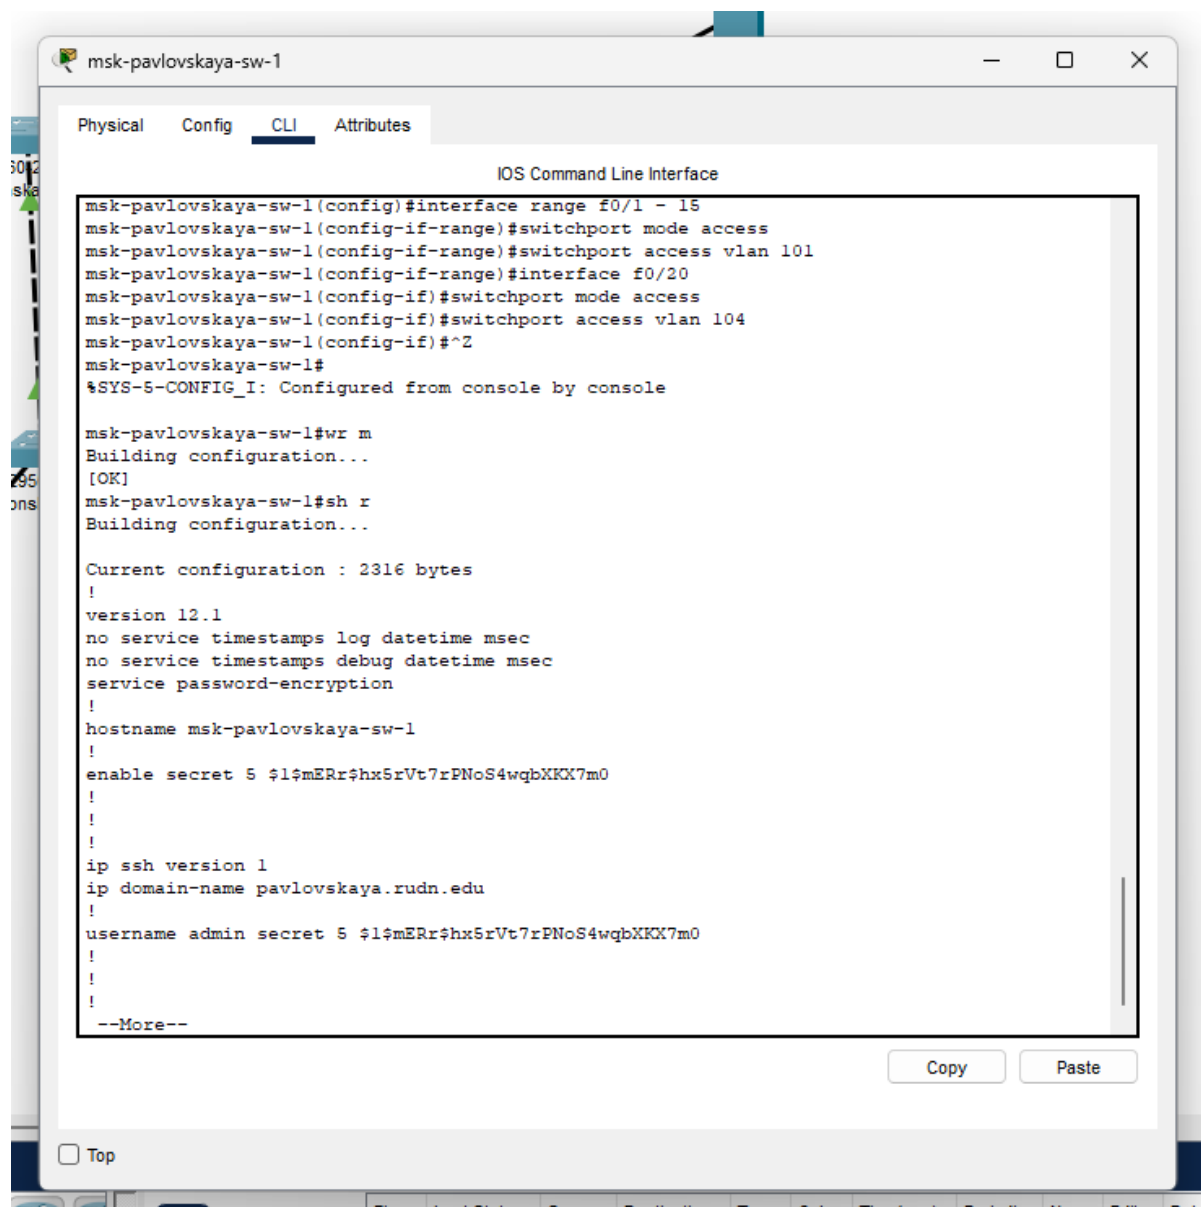 msk-pavlovskaya-sw-1
Physical Config CLI Attributes
IOS Command Line Interface
msk-pavlovskaya-sw-1(config)#interface range f0/1 - 15
msk-pavlovskaya-sw-1(config-if-range)#switchport mode access
msk-pavlovskaya-sw-1(config-if-range)#switchport access vlan 101
msk-pavlovskaya-sw-1(config-if-range)#interface f0/20
msk-pavlovskaya-sw-1(config-if)#switchport mode access
msk-pavlovskaya-sw-1(config-if)#switchport access vlan 104
msk-pavlovskaya-sw-1(config-if)#^Z
msk-pavlovskaya-sw-1#
%SYS-5-CONFIG_I: Configured from console by console
msk-pavlovskaya-sw-1#wr m
Building configuration...
[OK]
msk-pavlovskaya-sw-1#sh r
Building configuration...
Current configuration : 2316 bytes
!
version 12.1
no service timestamps log datetime msec
no service timestamps debug datetime msec
service password-encryption
!
hostname msk-pavlovskaya-sw-1
!
enable secret 5 $1$mERr$hx5rVt7rPNoS4wqbXKX7m0
!
!
!
ip ssh version 1
ip domain-name pavlovskaya.rudn.edu
!
username admin secret 5 $1$mERr$hx5rVt7rPNoS4wqbXKX7m0
!
!
!
--More--
Copy Paste
Top